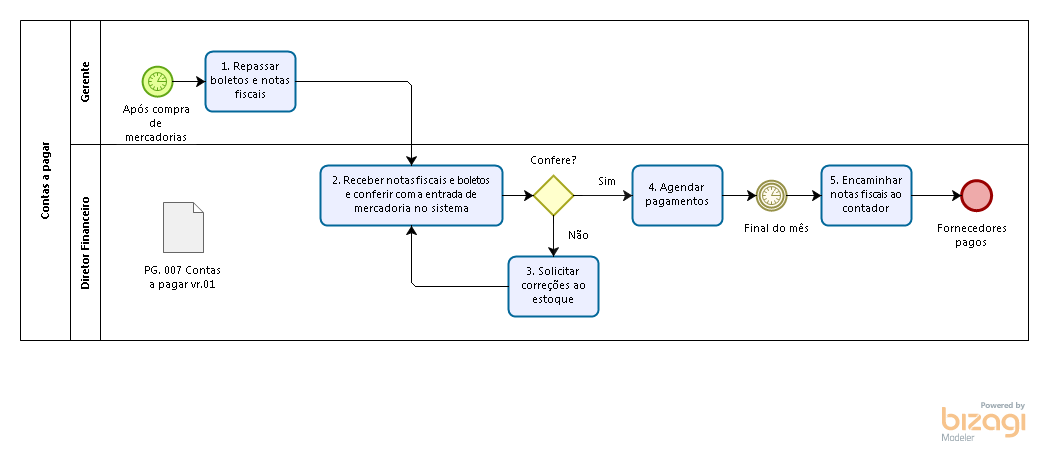 Contas a pagar
Gerente
Após compra
de
mercadorias
1. Repassar
boletos e notas
fiscais
Diretor Financeiro
PG. 007 Contas
a pagar vr.01
2. Receber notas fiscais e boletos
e conferir com a entrada de
mercadoria no sistema
Confere?
Sim
Não
3. Solicitar
correções ao
estoque
4. Agendar
pagamentos
Final do mês
5. Encaminhar
notas fiscais ao
contador
Fornecedores
pagos
Powered by
bizagi
Modeler